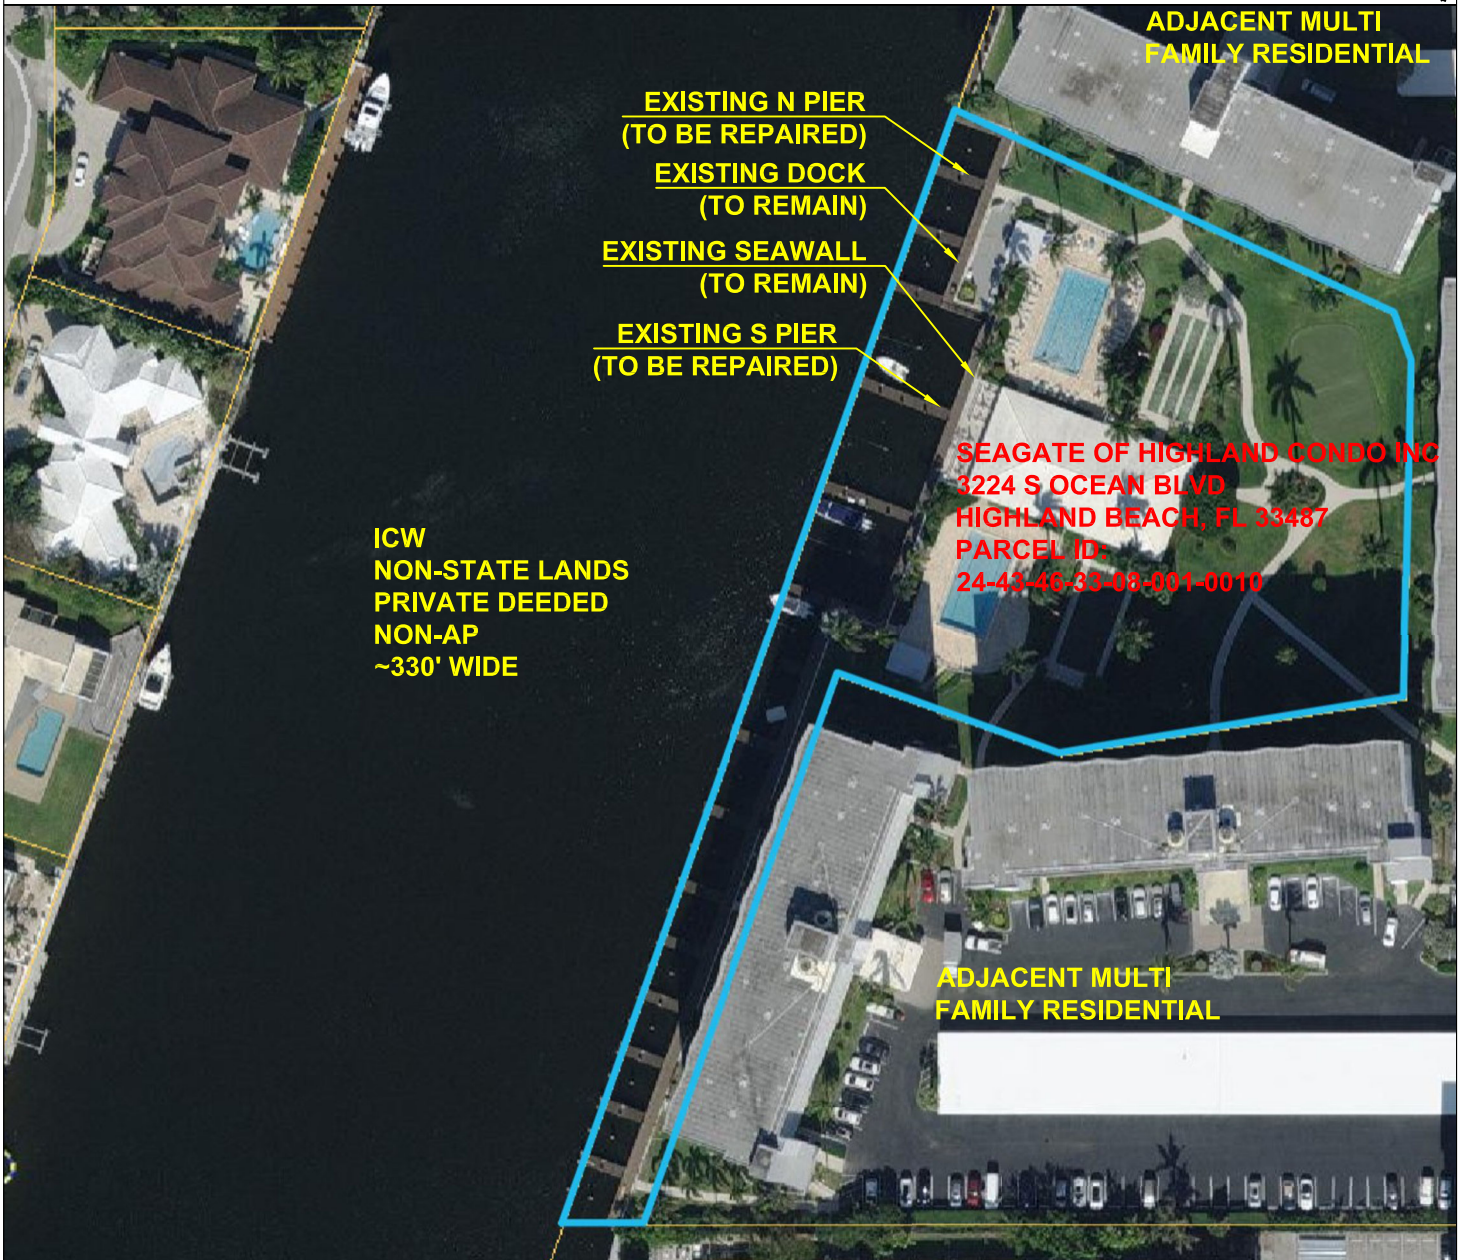 ADJACENT MULTI
FAMILY RESIDENTIAL
EXISTING N PIER
(TO BE REPAIRED)
EXISTING DOCK
(TO REMAIN)
EXISTING SEAWALL
(TO REMAIN)
EXISTING S PIER
(TO BE REPAIRED)
SEAGATE OF HIGHLAND CONDO INC
3224 S OCEAN BLVD
HIGHLAND BEACH, FL 33487
PARCEL ID:
24-43-46-33-08-001-0010
ICW
NON-STATE LANDS
PRIVATE DEEDED
NON-AP
~330' WIDE
ADJACENT MULTI
FAMILY RESIDENTIAL